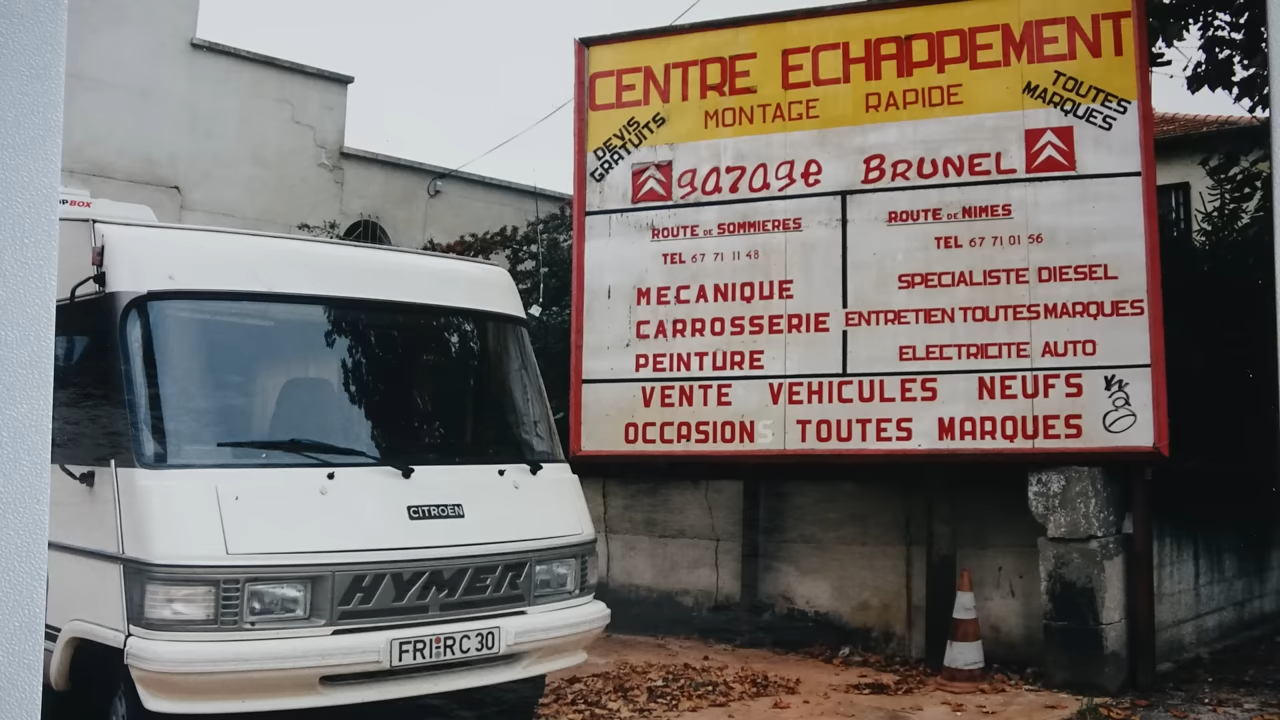 CENTRE ECHAPPEMENT
MONTAGE RAPIDE
DEVIS GRATUITS
TOUTES MARQUES
garage BRUNEL
ROUTE DE SOMMIERES
TEL 67 71 11 48
MECANIQUE
CARROSSERIE
PEINTURE
ROUTE DE NIMES
TEL 67 71 01 56
SPECIALISTE DIESEL
ENTRETIEN TOUTES MARQUES
ELECTRICITE AUTO
VENTE VEHICULES NEUFS
OCCASIONS TOUTES MARQUES
CITROËN
HYMER
FRI RC 30